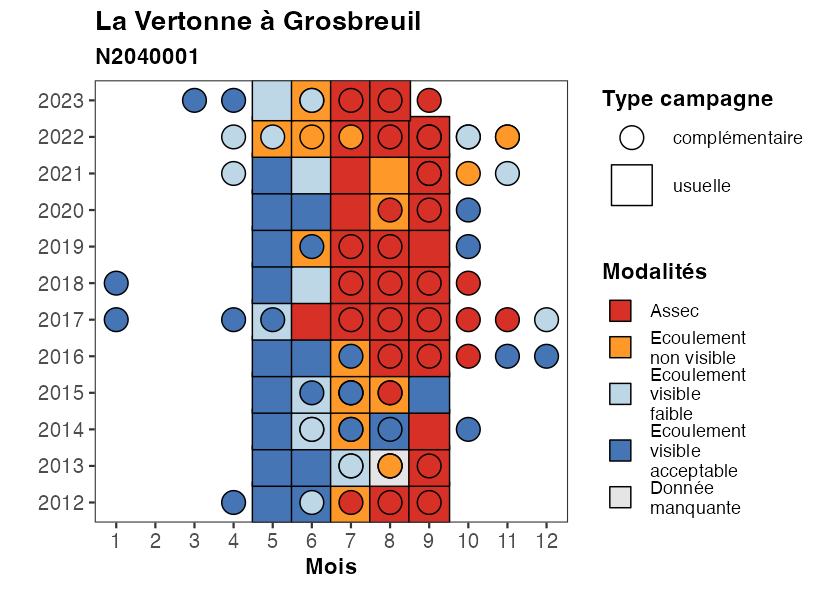 La Vertonne à Grosbreuil
N2040001
2023
2022
2021
2020
2019
2018
2017
2016
2015
2014
2013
2012
1 2 3 4 5 6 7 8 9 10 11 12
Mois
Type campagne
complémentaire
usuelle
Modalités
Assec
Ecoulement
non visible
Ecoulement
visible
faible
Ecoulement
visible
acceptable
Donnée
manquante